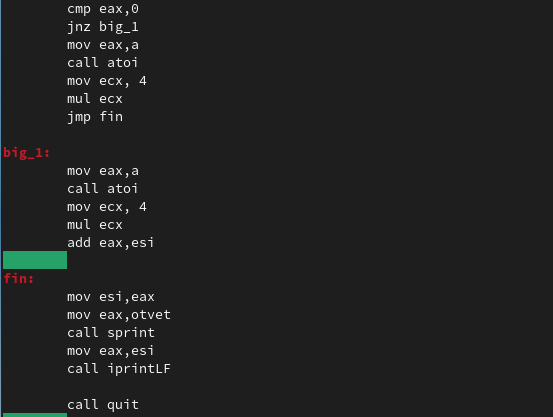 cmp eax,0
jnz big_1
mov eax,a
call atoi
mov ecx, 4
mul ecx
jmp fin
big_1:
mov eax,a
call atoi
mov ecx, 4
mul ecx
add eax,esi
fin:
mov esi,eax
mov eax,otvet
call sprint
mov eax,esi
call iprintLF
call quit